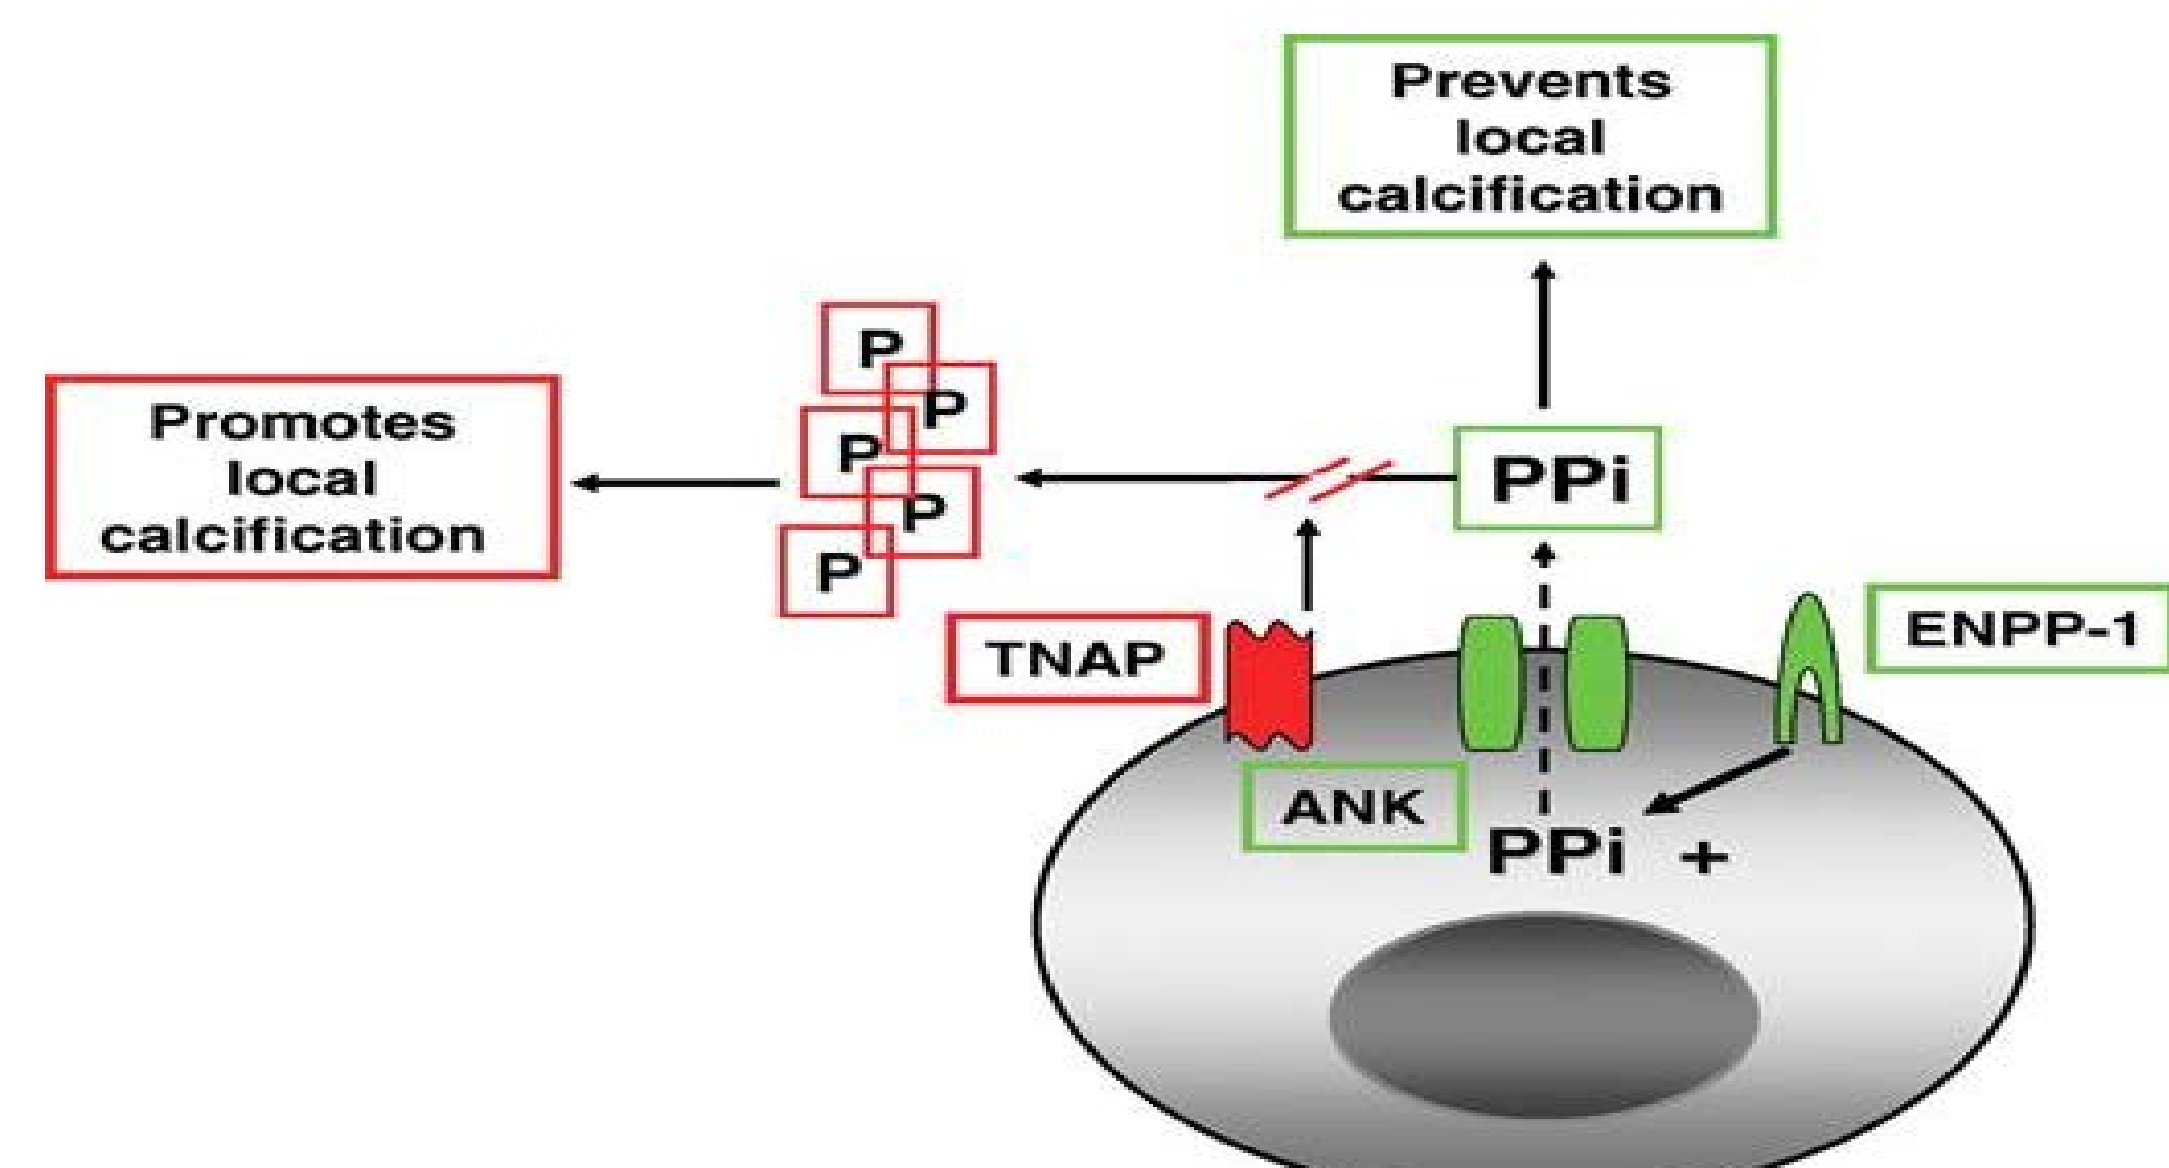 Prevents
local
calcification
P
P
P
P
P
Promotes
local
calcification
PPi
TNAP
ENPP-1
ANK
PPi +